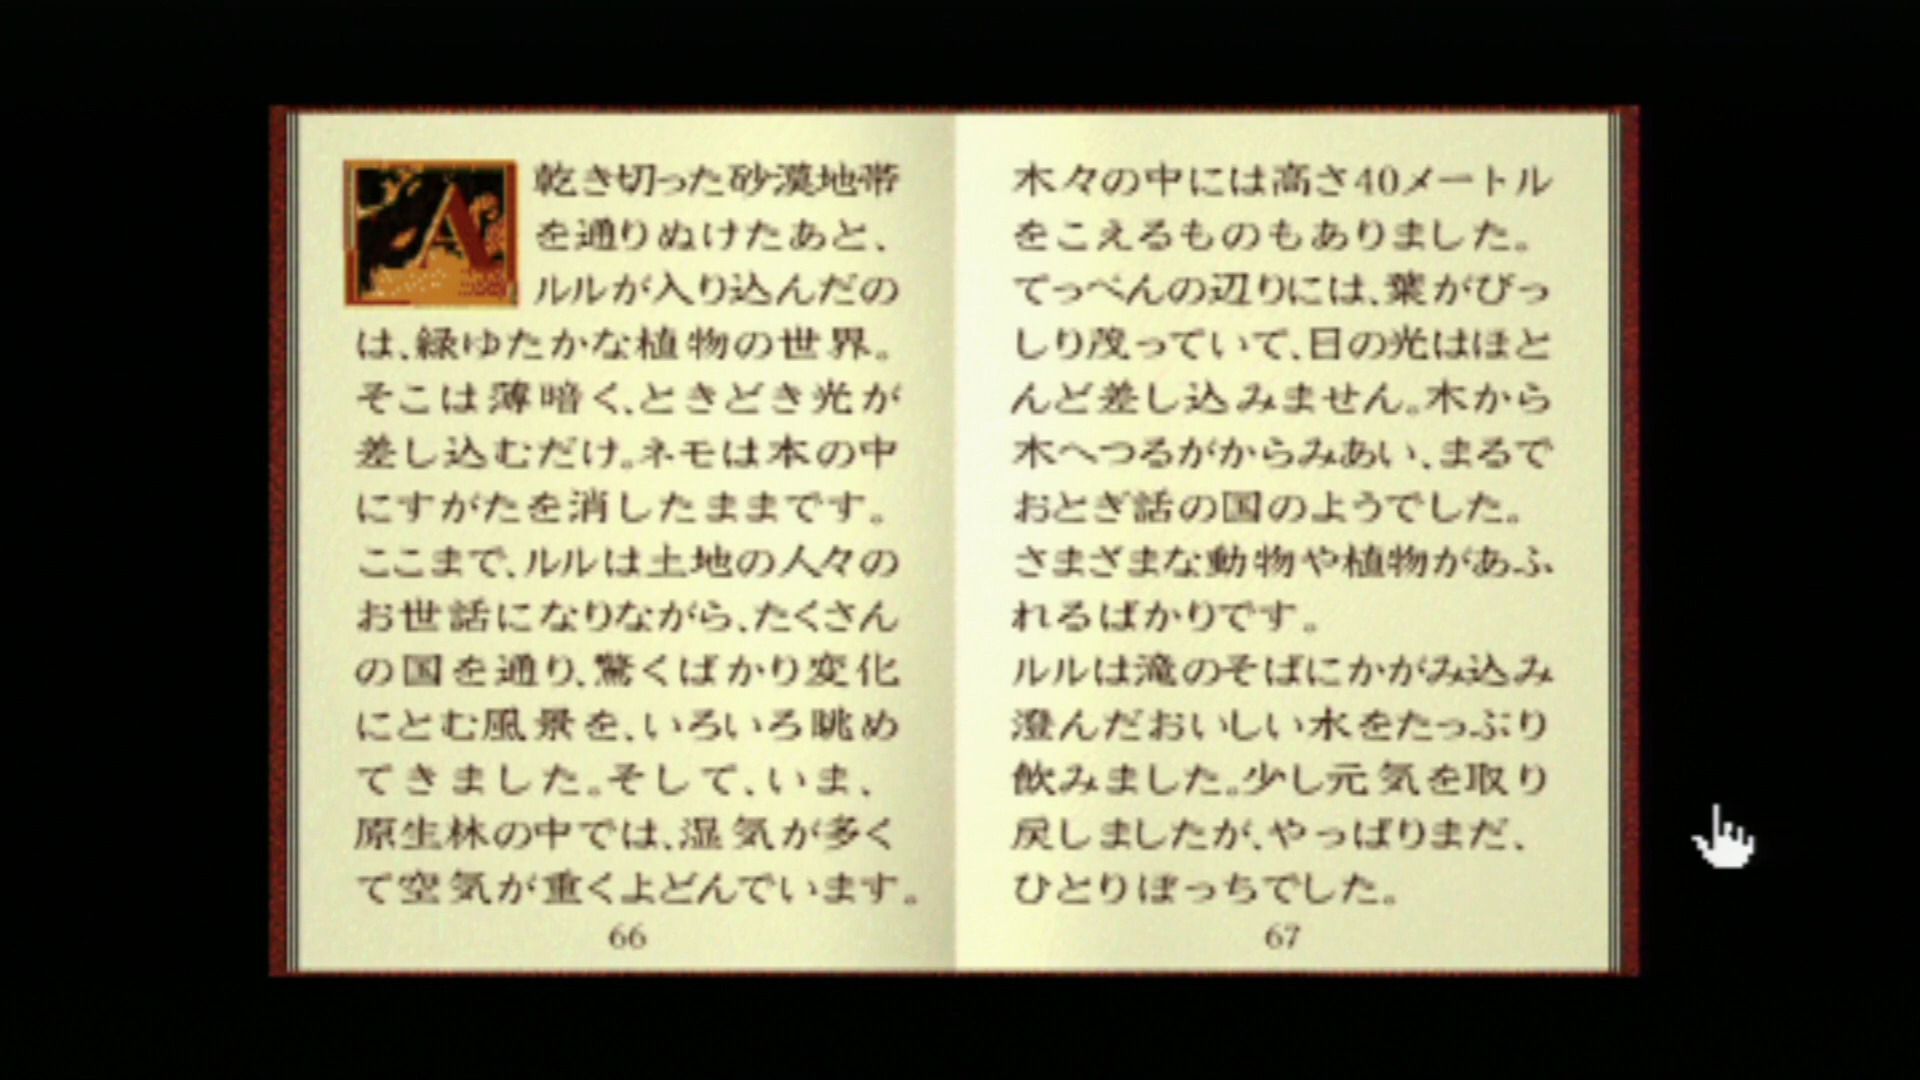 A
乾き切った砂漠地帯
を通りぬけたあと、
ルルが入り込んだの
は、緑ゆたかな植物の世界。
そこは薄暗く、ときどき光が
差し込むだけ。ネモは本の中
にすがたを消したままです。
ここまで、ルルは土地の人々の
お世話になりながら、たくさん
の国を通り、驚くばかり変化
にとむ風景を、いろいろ眺め
てきました。そして、いま、
原生林の中では、湿気が多く
て空気が重くよどんでいます。
66
木々の中には高さ40メートル
をこえるものもありました。
てっぺんの辺りには、葉がびっ
しり茂っていて、日の光はほと
んど差し込みません。木から
木へつるがからみあい、まるで
おとぎ話の国のようでした。
さまざまな動物や植物があふ
れるばかりです。
ルルは滝のそばにかがみ込み
澄んだおいしい水をたっぷり
飲みました。少し元気を取り
戻しましたが、やっぱりまだ、
ひとりぼっちでした。
67